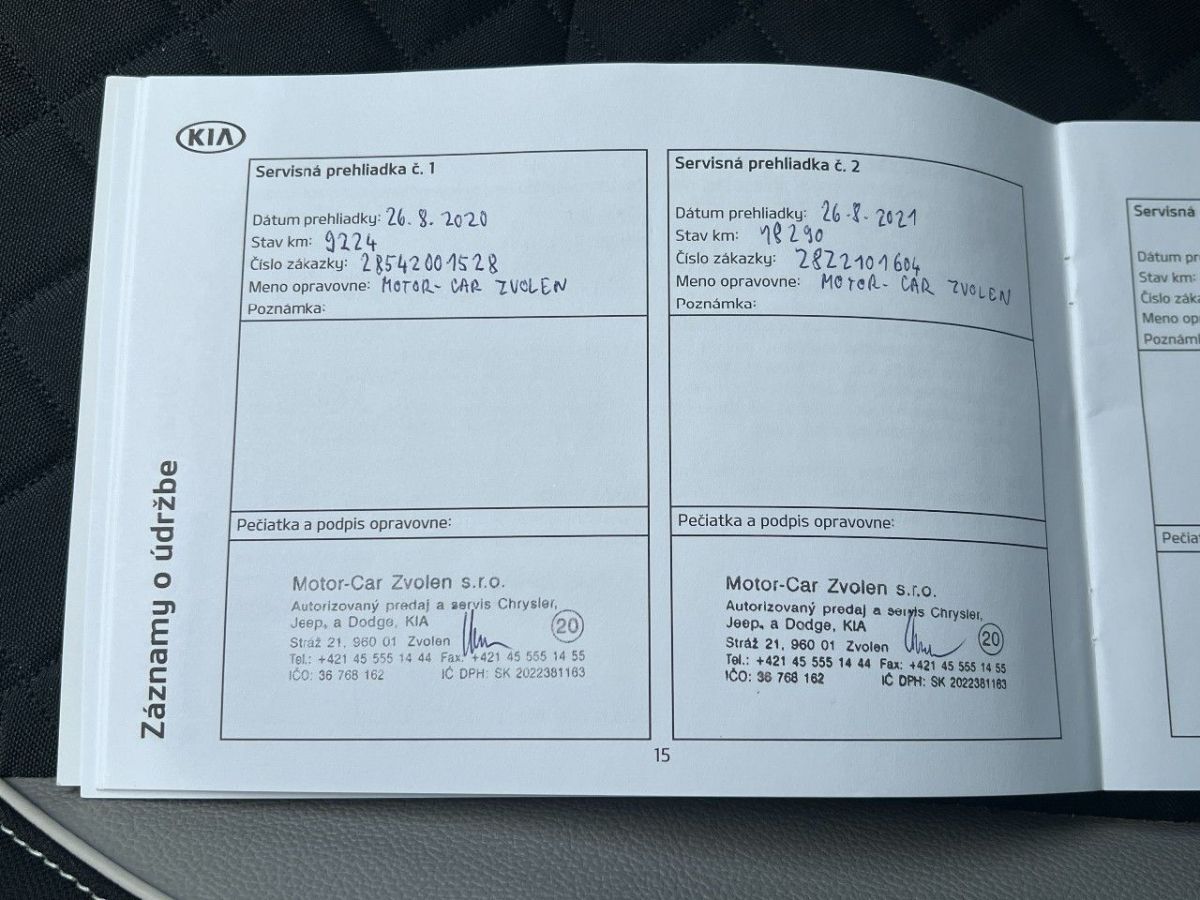 KIA
Servisná prehliadka č. 1
Dátum prehliadky: 26. 8. 2020
Stav km: 9224
Číslo zákazky: 28542001528
Meno opravovne: MOTOR-CAR ZVOLEN
Poznámka:
Pečiatka a podpis opravovne:
Motor-Car Zvolen s.r.o.
Autorizovaný predaj a servis Chrysler,
Jeep, a Dodge, KIA
20
Stráž 21, 960 01 Zvolen
Tel.: +421 45 555 14 44 Fax: +421 45 555 14 55
IČO: 36 768 162 IČ DPH: SK 2022381163
Servisná prehliadka č. 2
Dátum prehliadky: 26.8. 2021
Stav km: 18290
Číslo zákazky: 2822101604
Meno opravovne: MOTOR-CAR ZVOLEN
Poznámka:
Pečiatka a podpis opravovne:
Motor-Car Zvolen s.r.o.
Autorizovaný predaj a servis Chrysler,
Jeep, a Dodge, KIA
20
Stráž 21, 960 01 Zvolen
Tel.: +421 45 555 14 44 Fax: +421 45 555 14 55
IČO: 36 768 162 IČ DPH: SK 2022381163
Záznamy o údržbe
15
Servisná
Dátum pr
Stav km:
Číslo zák
Meno op
Poznám
Pečia